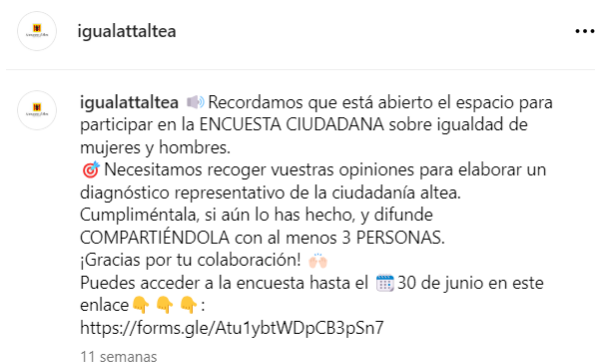 igualattaltea
igualattaltea 🔊 Recordamos que está abierto el espacio para
participar en la ENCUESTA CIUDADANA sobre igualdad de
mujeres y hombres.
🎯 Necesitamos recoger vuestras opiniones para elaborar un
diagnóstico representativo de la ciudadanía altea.
Cumpliméntala, si aún lo has hecho, y difunde
COMPARTIÉNDOLA con al menos 3 PERSONAS.
¡Gracias por tu colaboración! 🙌🏻
Puedes acceder a la encuesta hasta el 🗓️30 de junio en este
enlace👇👇👇:
https://forms.gle/Atu1ybtWDpCB3pSn7
11 semanas